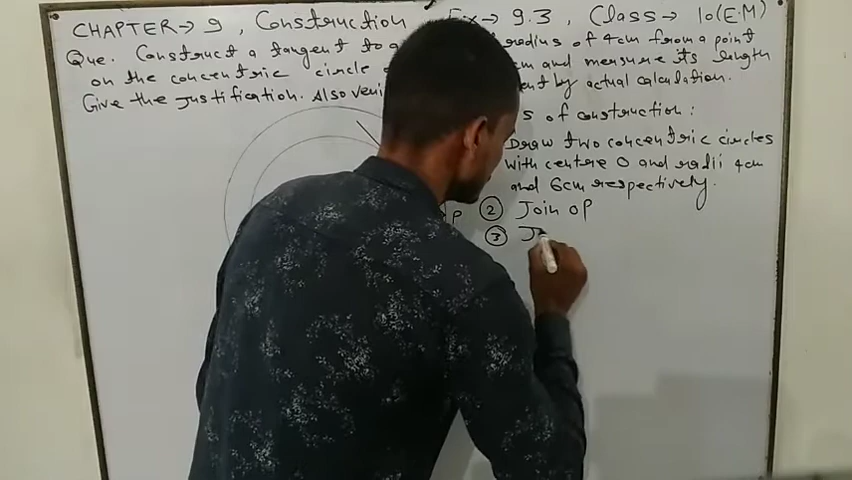 CHAPTER → 9 , Construction Ex → 9.3 , Class → 10(E.M)
Que. Construct a tangent to a radius of 4cm from a point
on the concentric circle cm and measure its length
Give the Justification. Also veri ent by actual calculation.
s of construction :
Draw two concentric circles
with centre O and radii 4cm
and 6cm respectively.
P ② Join OP
③ J